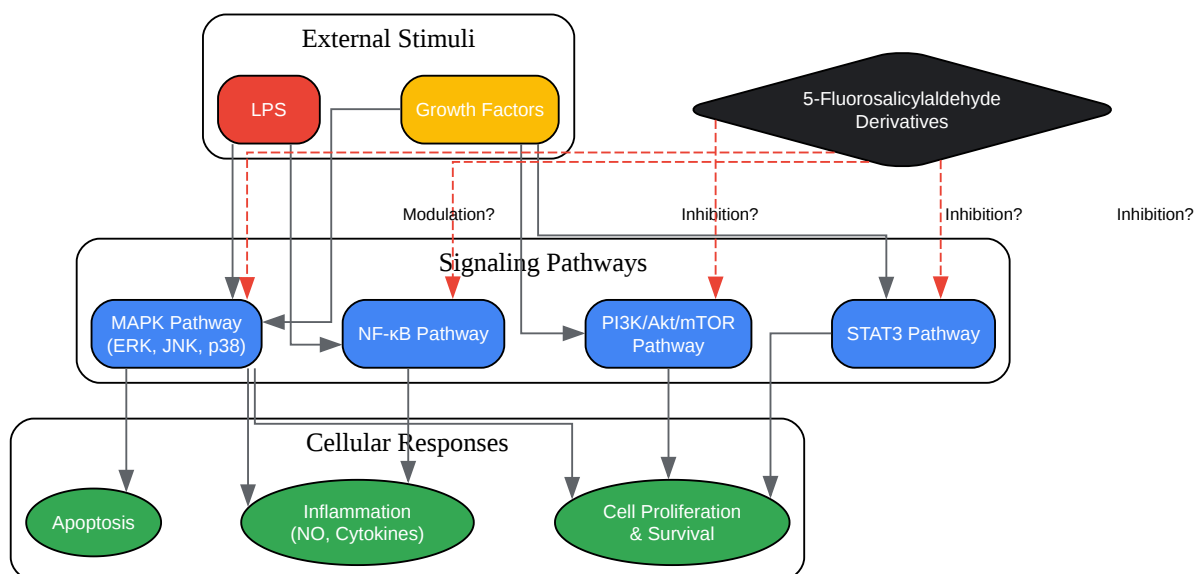 External Stimuli
LPS
Growth Factors
5-Fluorosalicylaldehyde
Derivatives
Modulation?
Inhibition?
Inhibition?
Inhibition?
Signaling Pathways
MAPK Pathway
(ERK, JNK, p38)
NF-κB Pathway
PI3K/Akt/mTOR
Pathway
STAT3 Pathway
Cellular Responses
Apoptosis
Inflammation
(NO, Cytokines)
Cell Proliferation
& Survival